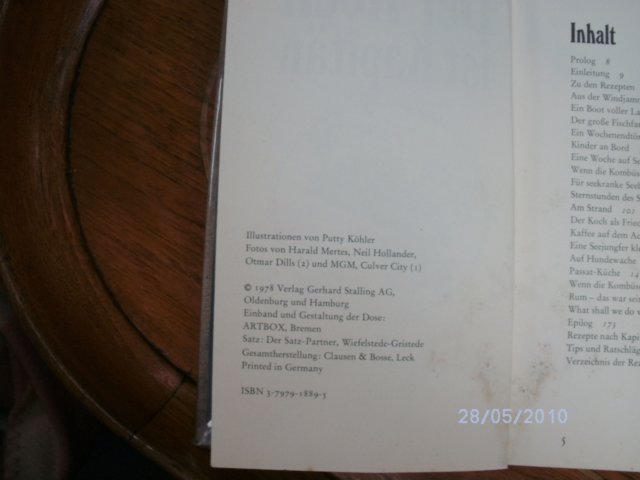 Illustrationen von Putty Köhler
Fotos von Harald Mertes, Neil Hollander,
Otmar Dills (2) und MGM, Culver City (1)
© 1978 Verlag Gerhard Stalling AG,
Oldenburg und Hamburg
Einband und Gestaltung der Dose:
ARTBOX, Bremen
Satz: Der Satz-Partner, Wiefelstede-Gristede
Gesamtherstellung: Clausen & Bosse, Leck
Printed in Germany
ISBN 3-7979-1889-5
Inhalt
Prolog 8
Einleitung 9
Zu den Rezepten
Aus der Windjamm
Ein Boot voller La
Der große Fischfan
Ein Wochenendtör
Kinder an Bord
Eine Woche auf Se
Wenn die Kombüs
Für seekranke Seel
Sternstunden des S
Am Strand 101
Der Koch als Fried
Kaffee auf dem Ac
Eine Seejungfer kl
Auf Hundewache
Passat-Küche 14
Wenn die Kombüs
Rum – das war sei
What shall we do v
Epilog 173
Rezepte nach Kapi
Tips und Ratschläg
Verzeichnis der Rez
5
28/05/2010